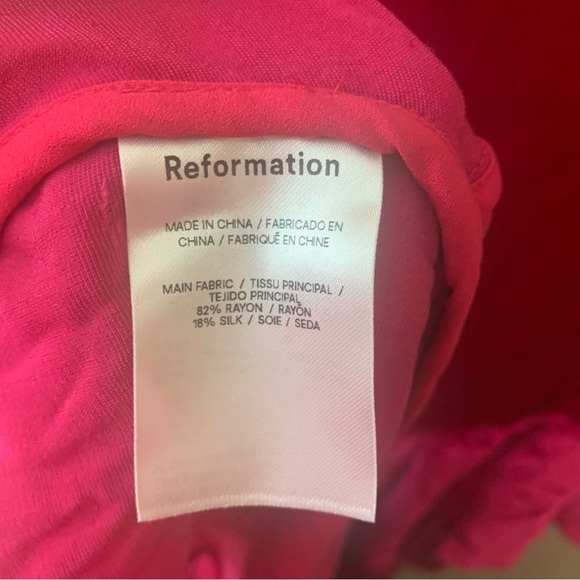 Reformation
MADE IN CHINA / FABRICADO EN
CHINA / FABRIQUÉ EN CHINE
MAIN FABRIC / TISSU PRINCIPAL /
TEJIDO PRINCIPAL
82% RAYON / RAYÓN
18% SILK / SOIE / SEDA